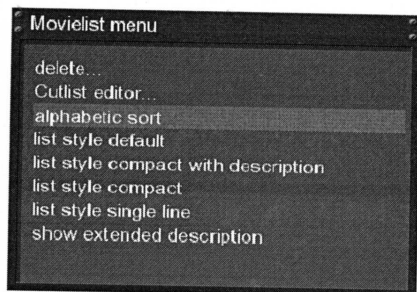 Movielist menu
delete...
Cutlist editor...
alphabetic sort
list style default
list style compact with description
list style compact
list style single line
show extended description